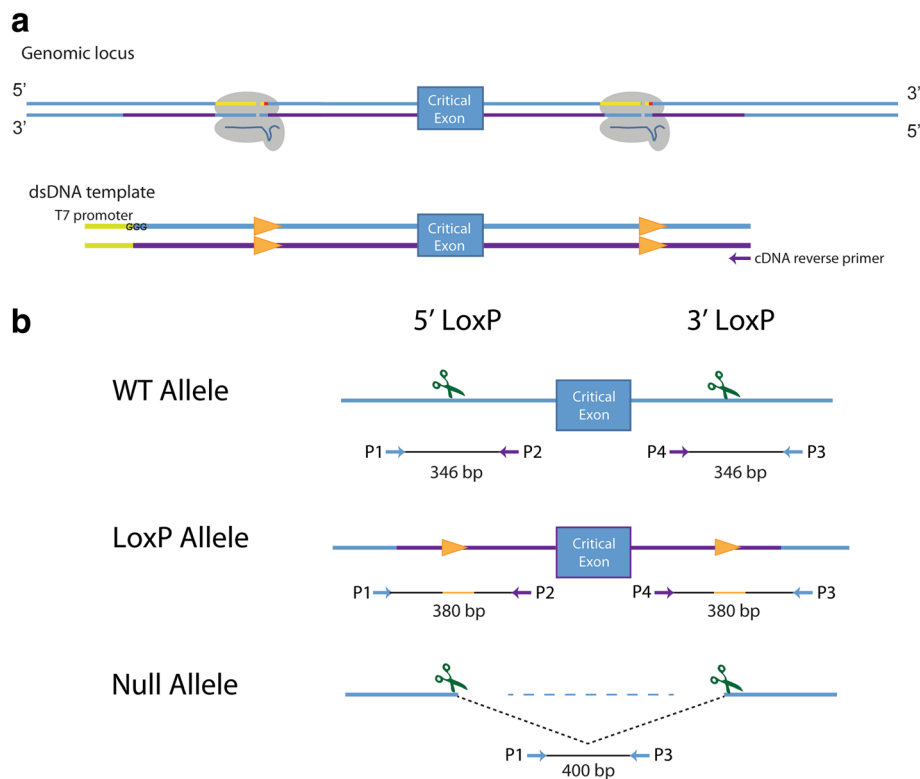 a
Genomic locus
5’
3’
Critical
Exon
3’
5’
dsDNA template
T7 promoter
GGG
Critical
Exon
cDNA reverse primer
b
5’ LoxP
3’ LoxP
WT Allele
Critical
Exon
P1
P2
346 bp
P4
P3
346 bp
LoxP Allele
Critical
Exon
P1
P2
380 bp
P4
P3
380 bp
Null Allele
P1
P3
400 bp